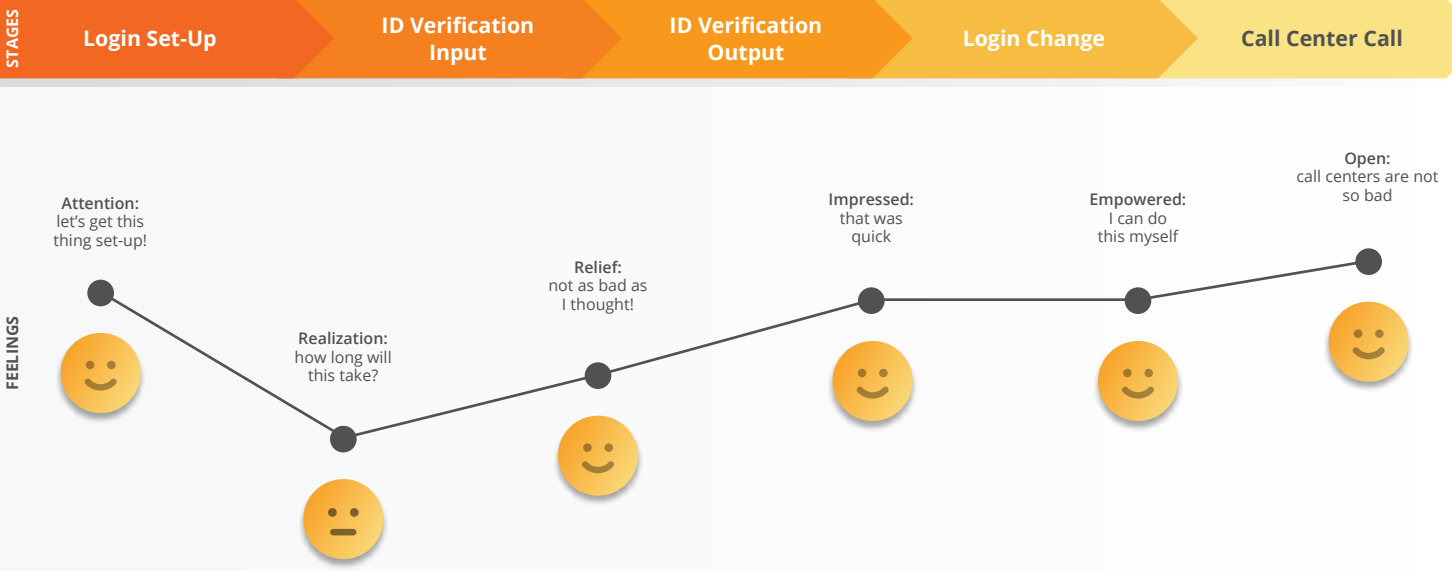 STAGES
Login Set-Up
ID Verification
Input
ID Verification
Output
Login Change
Call Center Call
FEELINGS
Attention:
let’s get this
thing set-up!
Realization:
how long will
this take?
Relief:
not as bad as
I thought!
Impressed:
that was
quick
Empowered:
I can do
this myself
Open:
call centers are not
so bad